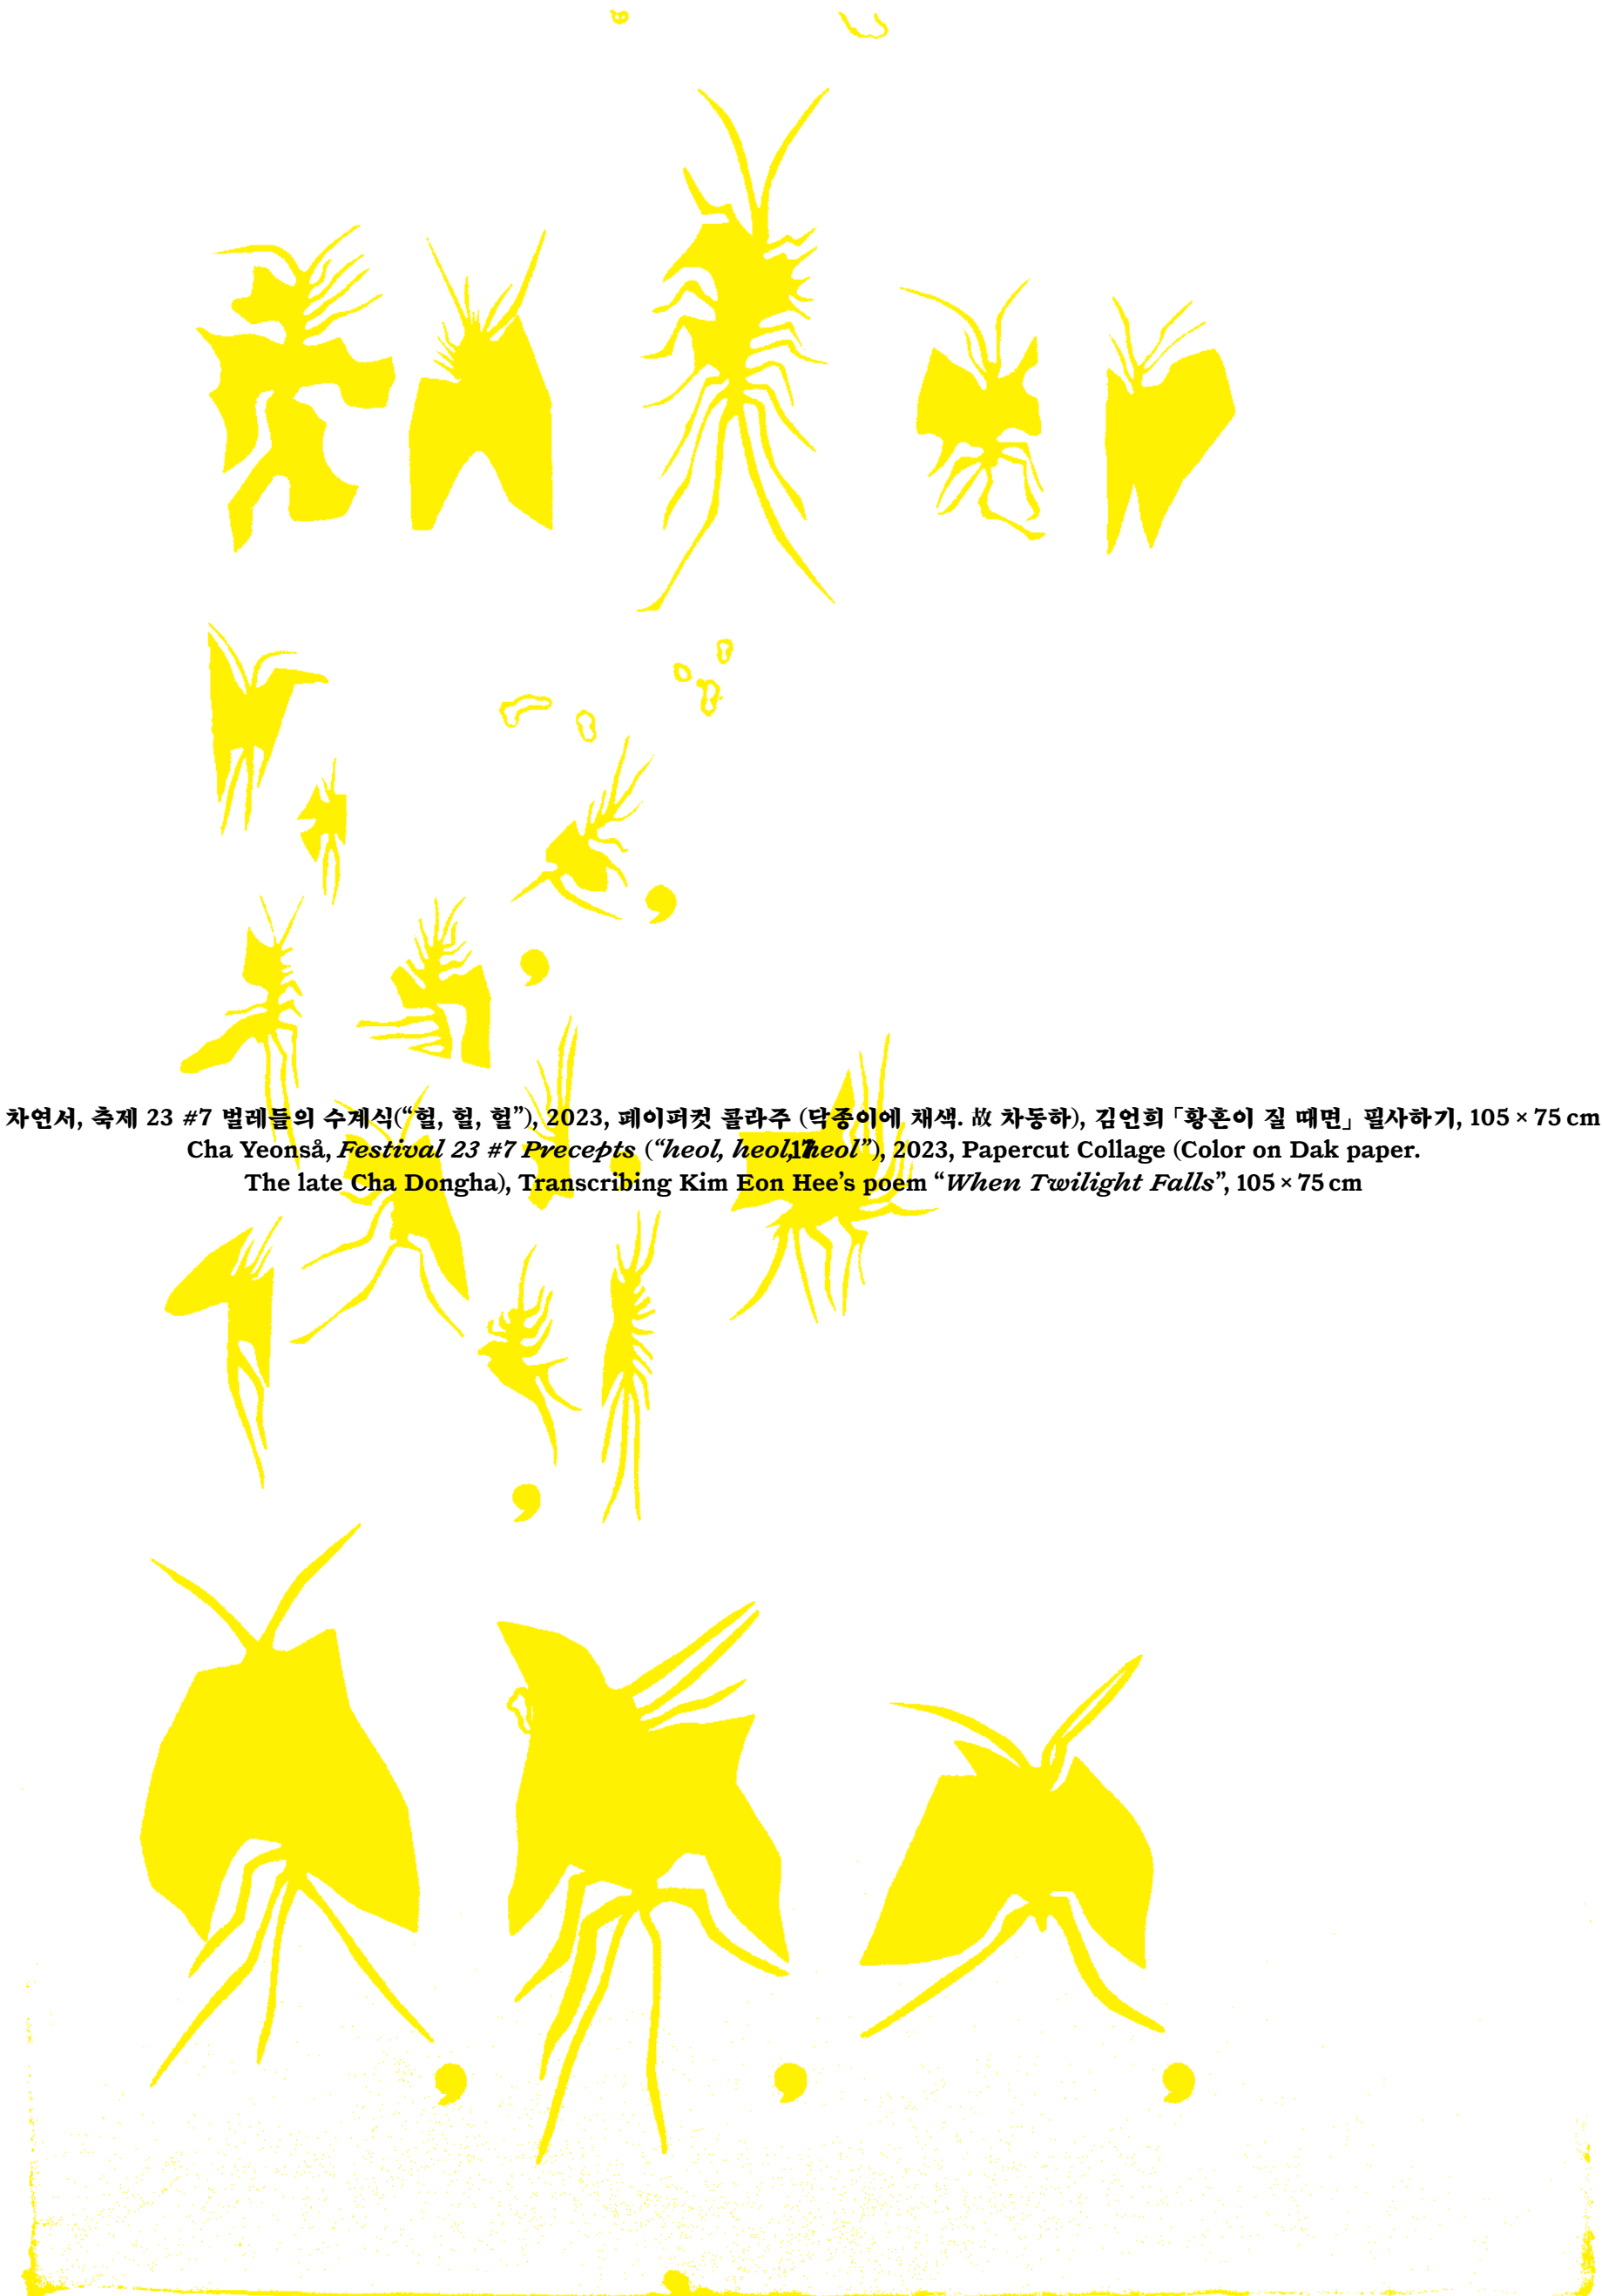 차연서, 축제 23 #7 벌레들의 수계식(“헐, 헐, 헐”), 2023, 페이퍼컷 콜라주 (닥종이에 채색. 故 차동하), 김언희 「황혼이 질 때면」 필사하기, 105 × 75 cm
Cha Yeonså, Festival 23 #7 Precepts (“heol, heol, heol”), 2023, Papercut Collage (Color on Dak paper.
17
The late Cha Dongha), Transcribing Kim Eon Hee’s poem “When Twilight Falls”, 105 × 75 cm